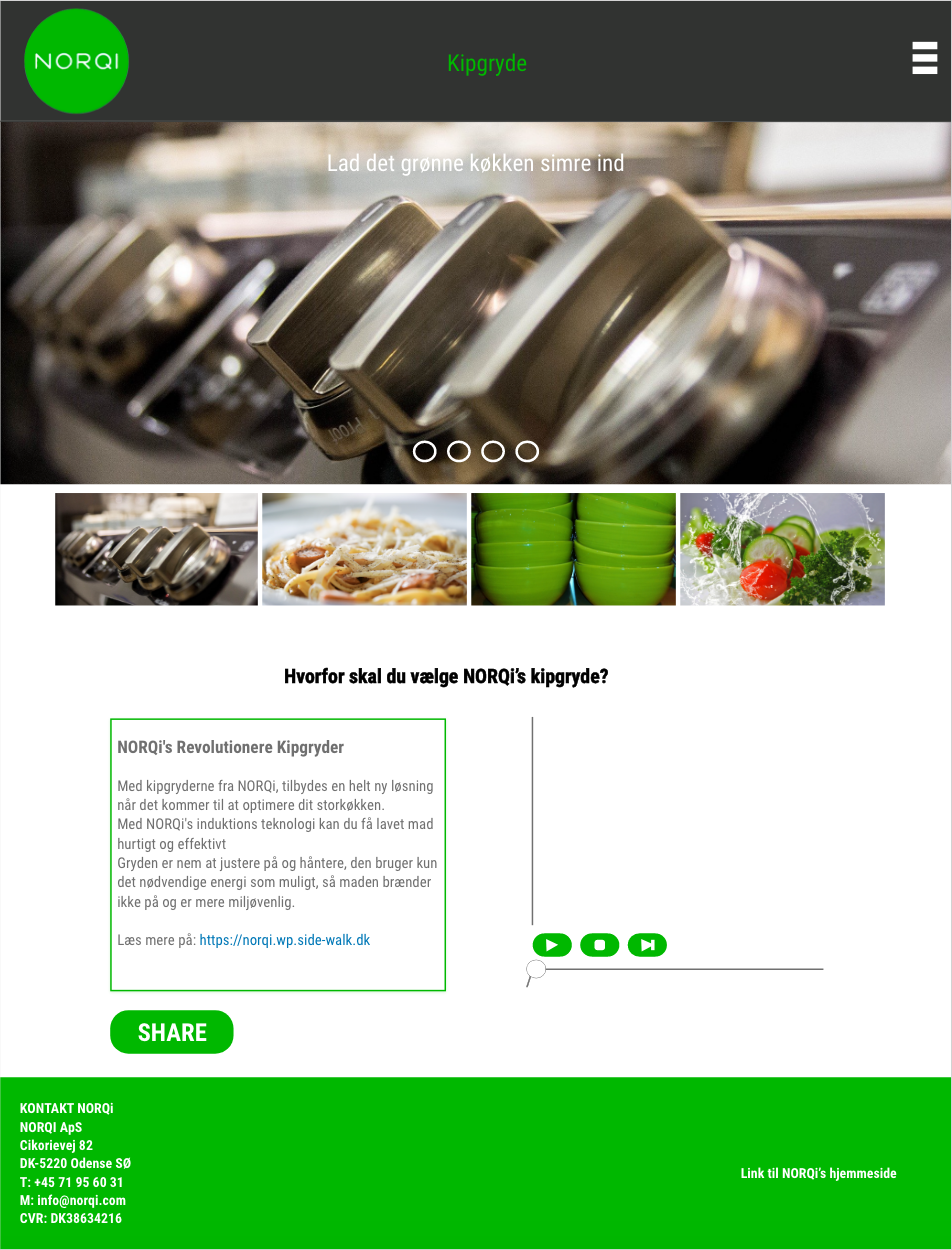 NORQI
Kipgryde
Lad det grønne køkken simre ind
Proqi
Hvorfor skal du vælge NORQi’s kipgryde?
NORQi's Revolutionere Kipgryder
Med kipgryderne fra NORQi, tilbydes en helt ny løsning
når det kommer til at optimere dit storkøkken.
Med NORQi's induktions teknologi kan du få lavet mad
hurtigt og effektivt
Gryden er nem at justere på og håntere, den bruger kun
det nødvendige energi som muligt, så maden brænder
ikke på og er mere miljøvenlig.
Læs mere på: https://norqi.wp.side-walk.dk
SHARE
KONTAKT NORQi
NORQI ApS
Cikorievej 82
DK-5220 Odense SØ
T: +45 71 95 60 31
M: info@norqi.com
CVR: DK38634216
Link til NORQi’s hjemmeside